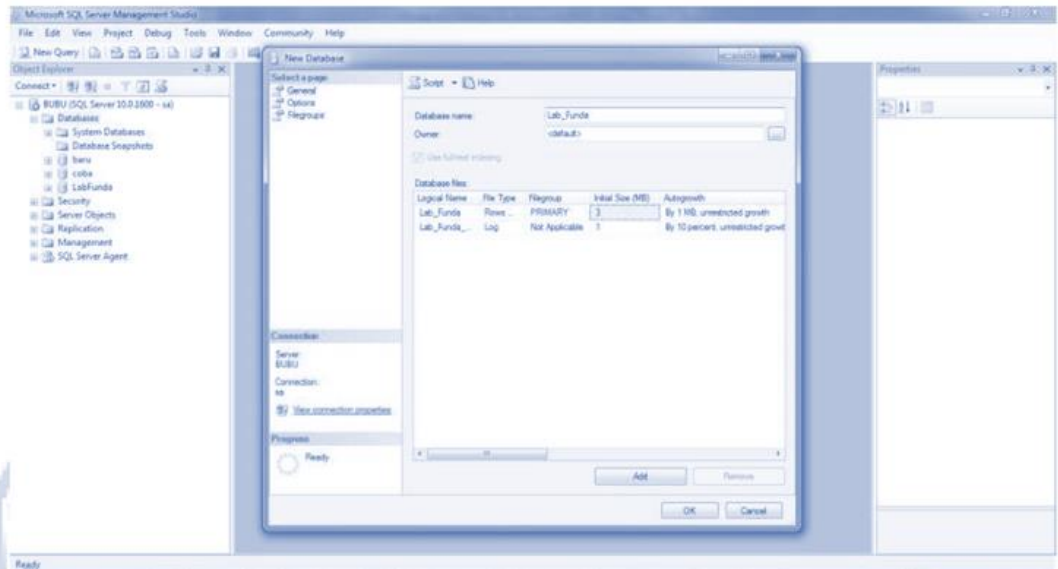 Microsoft SQL Server Management Studio
File Edit View Project Debug Tools Window Community Help
New Query
Object Explorer
Connect
BUBU (SQL Server 10.0.1600 - sa)
Databases
System Databases
Database Snapshots
baru
coba
LabFunda
Security
Server Objects
Replication
Management
SQL Server Agent
New Database
Select a page
General
Options
Filegroups
Connection
Server:
BUBU
Connection:
sa
View connection properties
Progress
Ready
Script Help
Database name: Lab_Funda
Owner: <default>
Use full-text indexing
Database files:
Logical Name File Type Filegroup Initial Size (MB) Autogrowth
Lab_Funda Rows ... PRIMARY 3 By 1 MB, unrestricted growth
Lab_Funda_... Log Not Applicable 1 By 10 percent, unrestricted growt
Add Remove
OK Cancel
Properties
Ready